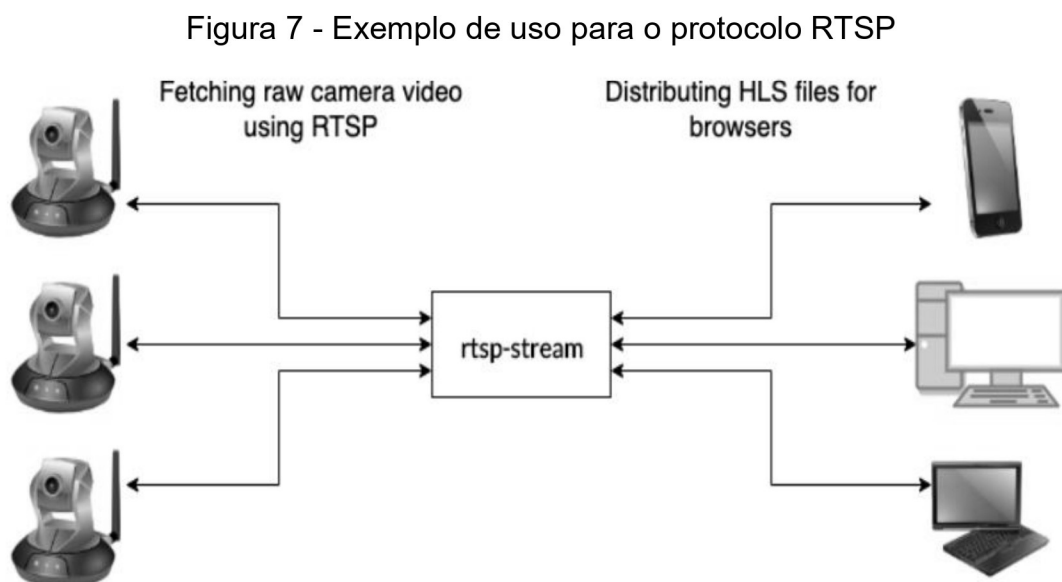 Figura 7 - Exemplo de uso para o protocolo RTSP
Fetching raw camera video
using RTSP
Distributing HLS files for
browsers
rtsp-stream